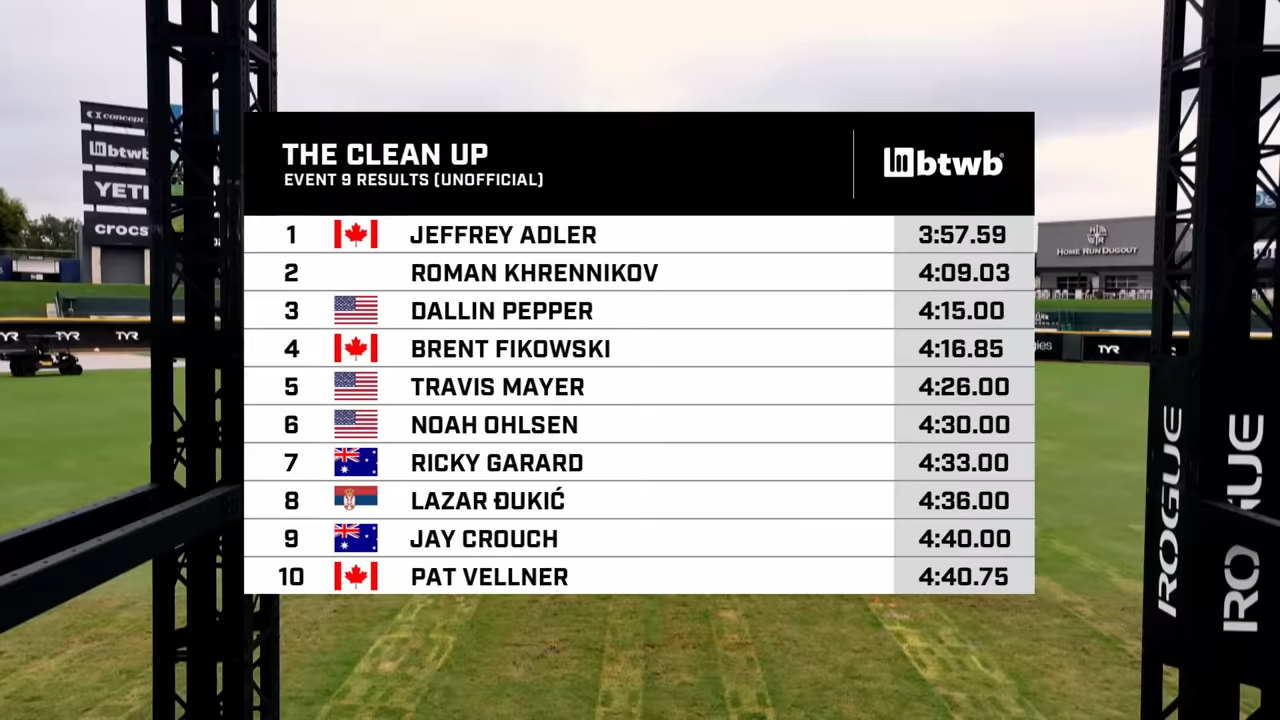 THE CLEAN UP
EVENT 9 RESULTS (UNOFFICIAL)
btwb
1 JEFFREY ADLER 3:57.59
2 ROMAN KHRENNIKOV 4:09.03
3 DALLIN PEPPER 4:15.00
4 BRENT FIKOWSKI 4:16.85
5 TRAVIS MAYER 4:26.00
6 NOAH OHLSEN 4:30.00
7 RICKY GARARD 4:33.00
8 LAZAR ĐUKIĆ 4:36.00
9 JAY CROUCH 4:40.00
10 PAT VELLNER 4:40.75
concept
btwb
YETI
crocs
TYR TYR TYR
HOME RUN DUGOUT
TYR
ROGUE
ROGUE